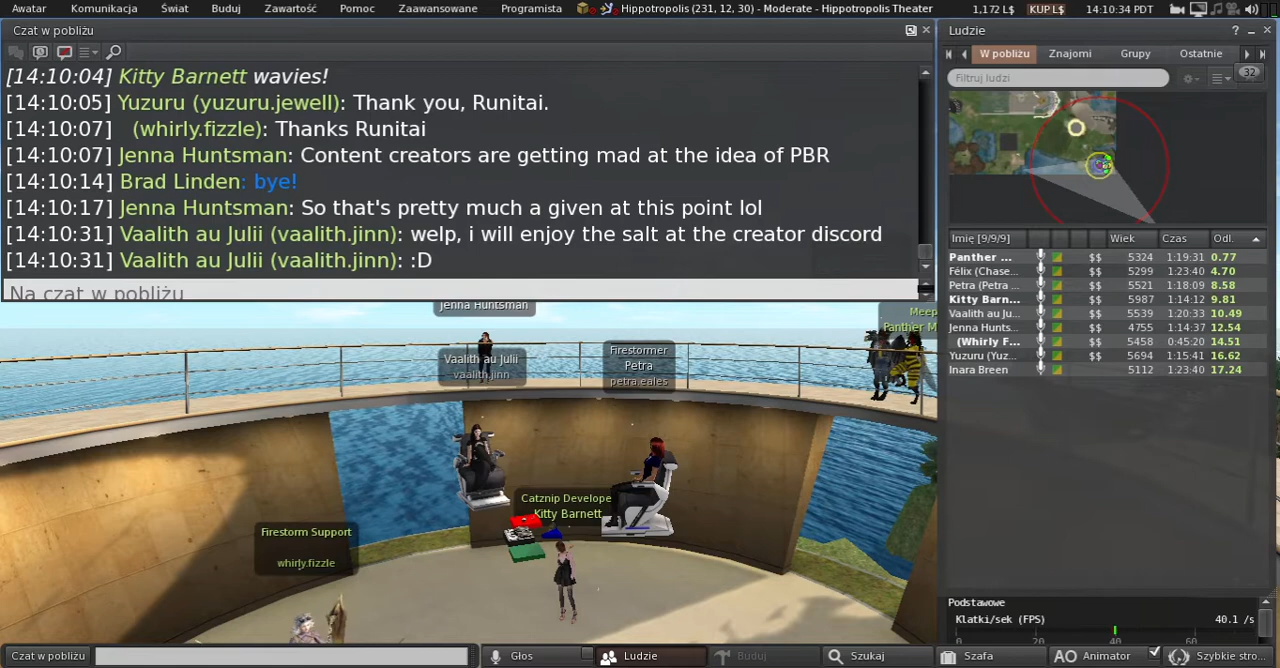 Awatar Komunikacja Świat Buduj Zawartość Pomoc Zaawansowane Programista Hippotropolis (231, 12, 30) - Moderate - Hippotropolis Theater 1,172 L$ KUP L$ 14:10:34 PDT
Czat w pobliżu
[14:10:04] Kitty Barnett wavies!
[14:10:05] Yuzuru (yuzuru.jewell): Thank you, Runitai.
[14:10:07] (whirly.fizzle): Thanks Runitai
[14:10:07] Jenna Huntsman: Content creators are getting mad at the idea of PBR
[14:10:14] Brad Linden: bye!
[14:10:17] Jenna Huntsman: So that's pretty much a given at this point lol
[14:10:31] Vaalith au Julii (vaalith.jinn): welp, i will enjoy the salt at the creator discord
[14:10:31] Vaalith au Julii (vaalith.jinn): :D
Na czat w pobliżu
Jenna Huntsman
Vaalith au Julii
vaalith.jinn
Firestormer
Petra
petra.eales
Meep
Panther M
Catznip Develope
Kitty Barnett
Firestorm Support
whirly.fizzle
Ludzie
W pobliżu Znajomi Grupy Ostatnie
32
Filtruj ludzi
Imię [9/9/9] Wiek Czas Odl.
Panther ... $$ 5324 1:19:31 0.77
Félix (Chase... $$ 5299 1:23:40 4.70
Petra (Petra ... $$ 5521 1:18:09 8.58
Kitty Barn... $$ 5987 1:14:12 9.81
Vaalith au Ju... $$ 5539 1:20:33 10.49
Jenna Hunts... $$ 4755 1:14:37 12.54
(Whirly F... $$ 5458 0:45:20 14.51
Yuzuru (Yuz... $$ 5694 1:15:41 16.62
Inara Breen 5112 1:23:40 17.24
Podstawowe
Klatki/sek (FPS) 40.1 /s
0 20 40 60
Czat w pobliżu Głos Ludzie Buduj Szukaj Szafa AO Animator Szybkie stro...